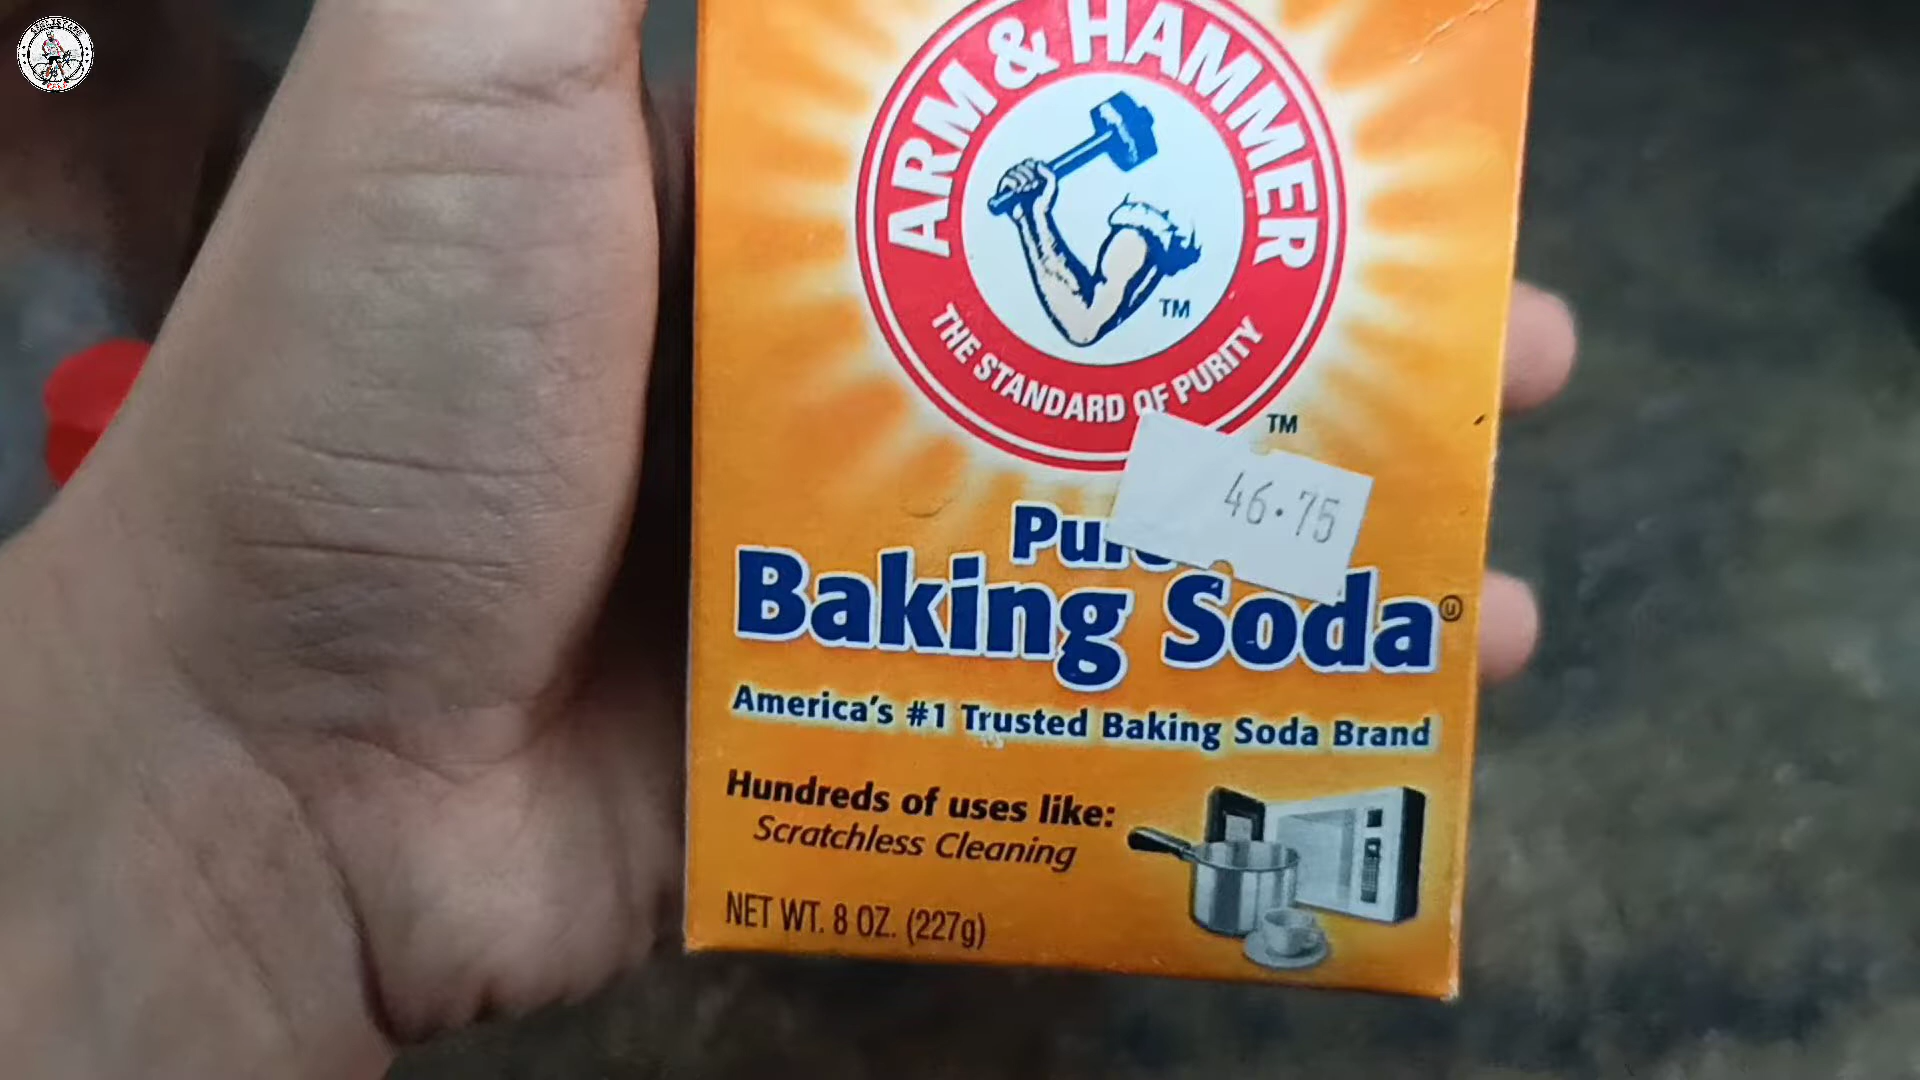 ARM & HAMMER
TM
THE STANDARD OF PURITY
TM
46.75
Baking Soda
America's #1 Trusted Baking Soda Brand
Hundreds of uses like:
Scratchless Cleaning
NET WT. 8 OZ. (227g)